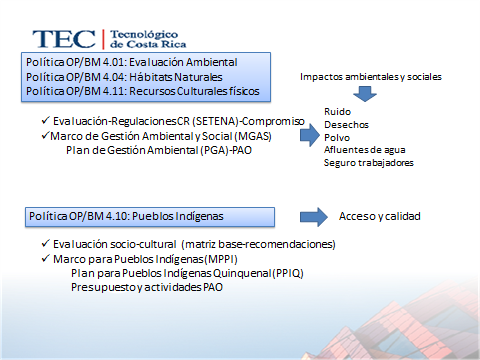 TEC | Tecnológico
de Costa Rica
Política OP/BM 4.01: Evaluación Ambiental
Política OP/BM 4.04: Hábitats Naturales
Política OP/BM 4.11: Recursos Culturales físicos
Impactos ambientales y sociales
✓ Evaluación-Regulaciones CR (SETENA)-Compromiso
✓ Marco de Gestión Ambiental y Social (MGAS)
Plan de Gestión Ambiental (PGA)-PAO
Ruido
Desechos
Polvo
Afluentes de agua
Seguro trabajadores
Política OP/BM 4.10: Pueblos Indígenas
Acceso y calidad
✓ Evaluación socio-cultural (matriz base-recomendaciones)
✓ Marco para Pueblos Indígenas (MPPI)
Plan para Pueblos Indígenas Quinquenal (PPIQ)
Presupuesto y actividades PAO